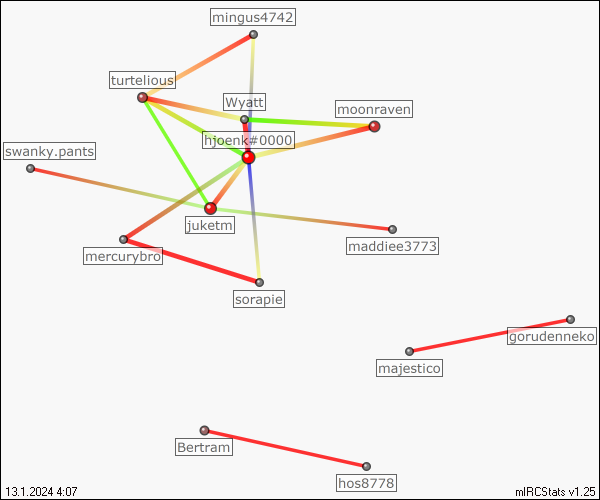 mingus4742
turtelious
Wyatt
moonraven
hjoenk#0000
swanky.pants
juketm
maddiee3773
mercurybro
sorapie
gorudenneko
majestico
Bertram
hos8778
13.1.2024 4:07
mIRCStats v1.25